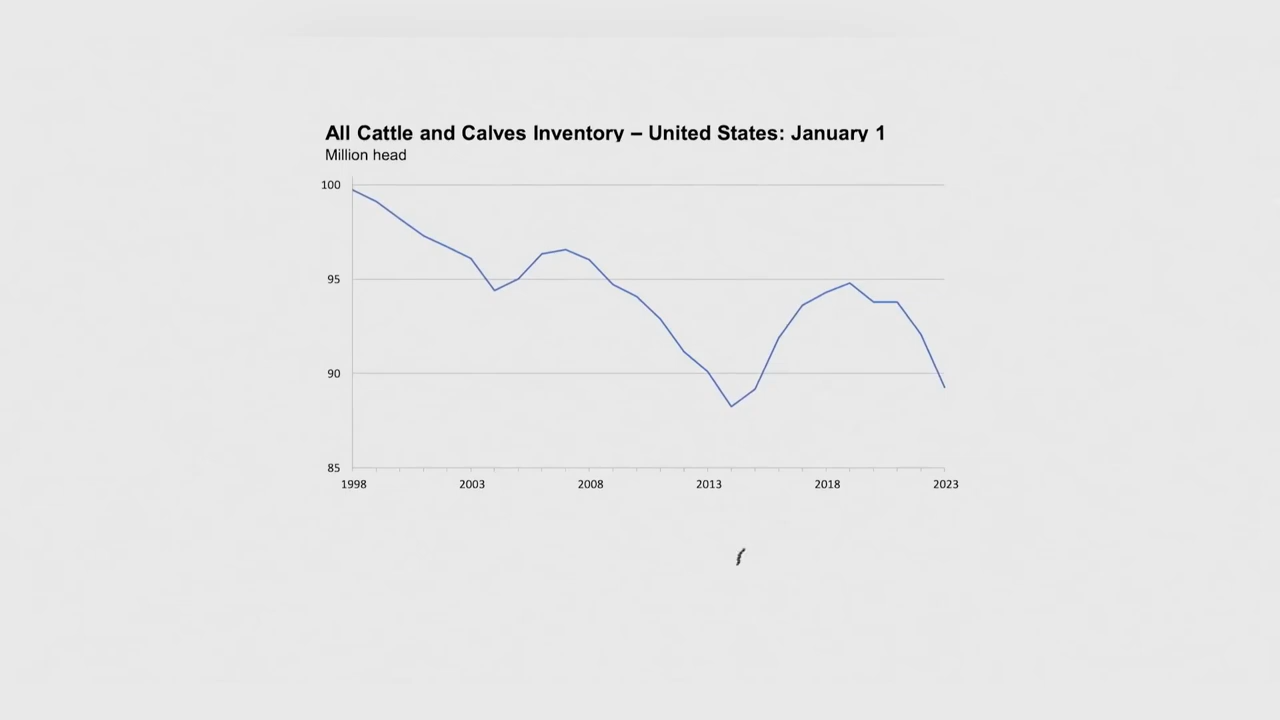 All Cattle and Calves Inventory – United States: January 1
Million head
100
95
90
85
1998 2003 2008 2013 2018 2023